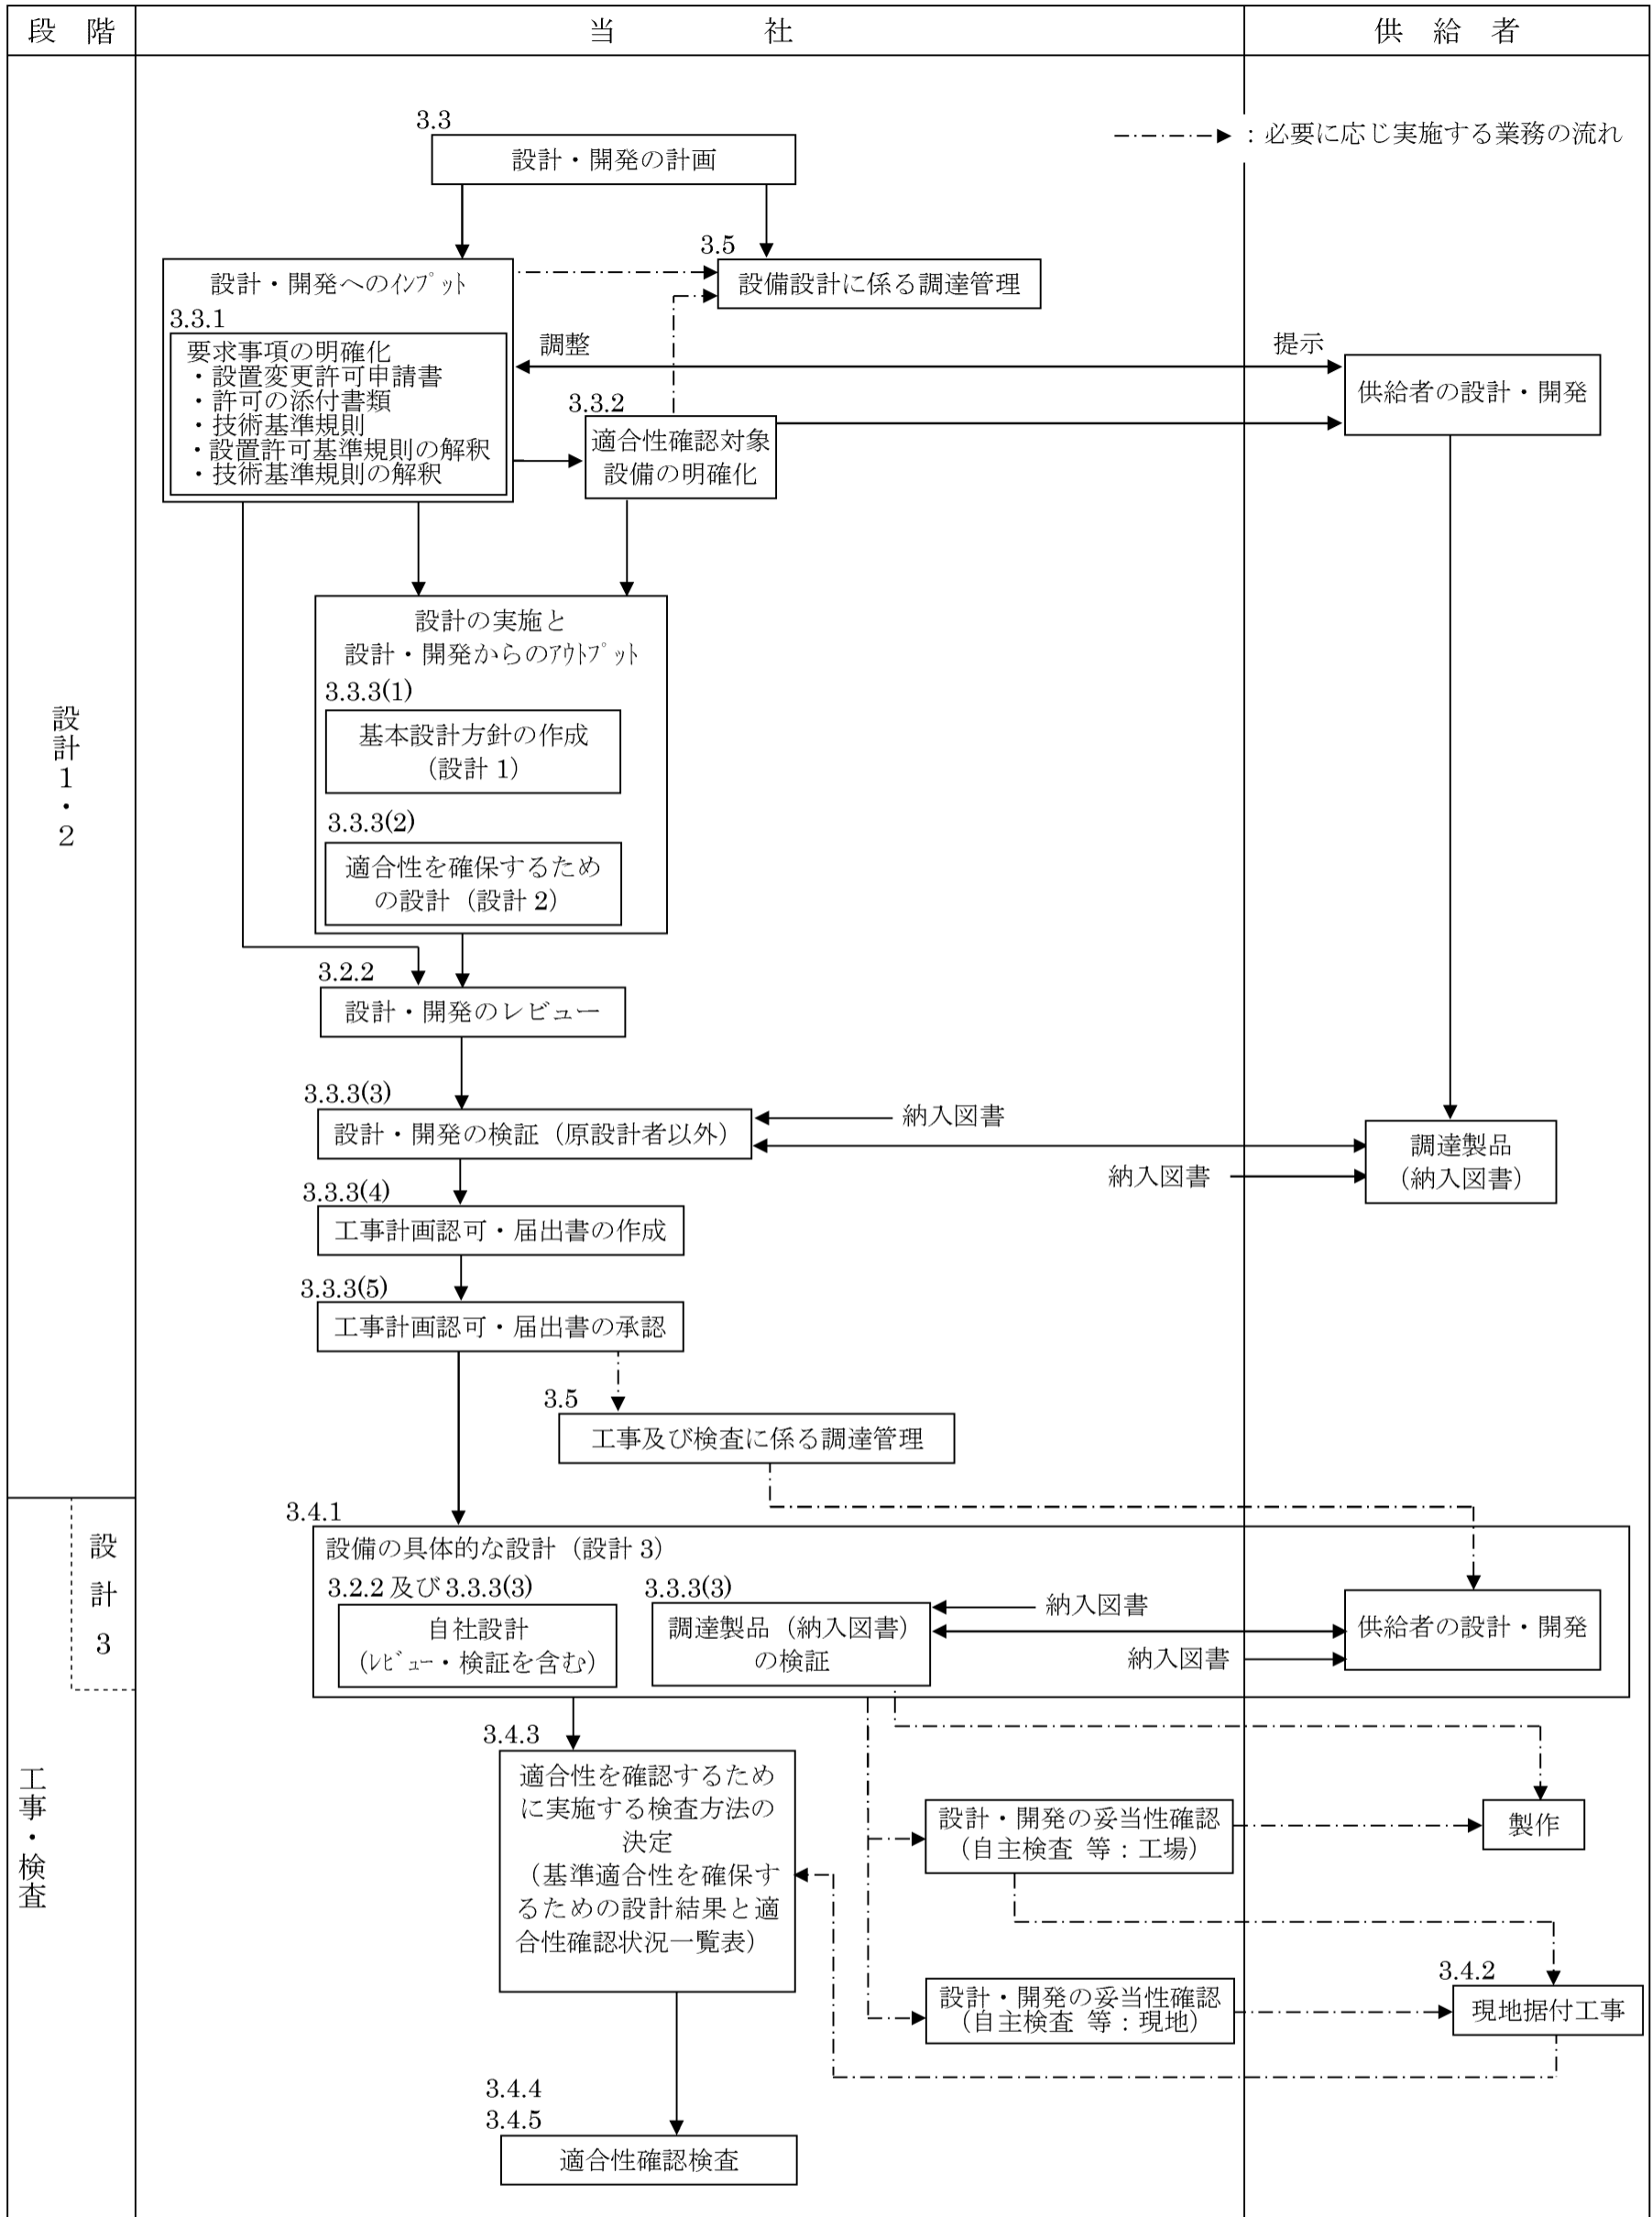 段　階
当　　　　　社
供　給　者
：必要に応じ実施する業務の流れ
3.3
設計・開発の計画
3.5
設備設計に係る調達管理
設計・開発へのｲﾝﾌﾟｯﾄ
3.3.1
要求事項の明確化
・設置変更許可申請書
・許可の添付書類
・技術基準規則
・設置許可基準規則の解釈
・技術基準規則の解釈
調整
提示
供給者の設計・開発
3.3.2
適合性確認対象
設備の明確化
設計の実施と
設計・開発からのｱｳﾄﾌﾟｯﾄ
3.3.3(1)
基本設計方針の作成
（設計 1）
3.3.3(2)
適合性を確保するため
の設計（設計 2）
設計１・２
3.2.2
設計・開発のレビュー
3.3.3(3)
設計・開発の検証（原設計者以外）
納入図書
納入図書
調達製品
（納入図書）
3.3.3(4)
工事計画認可・届出書の作成
3.3.3(5)
工事計画認可・届出書の承認
3.5
工事及び検査に係る調達管理
設計３
3.4.1
設備の具体的な設計（設計 3）
3.2.2 及び 3.3.3(3)
自社設計
（ﾚﾋﾞｭｰ・検証を含む）
3.3.3(3)
調達製品（納入図書）
の検証
納入図書
納入図書
供給者の設計・開発
工事・検査
3.4.3
適合性を確認するため
に実施する検査方法の
決定
（基準適合性を確保す
るための設計結果と適
合性確認状況一覧表）
設計・開発の妥当性確認
（自主検査 等：工場）
製作
設計・開発の妥当性確認
（自主検査 等：現地）
3.4.2
現地据付工事
3.4.4
3.4.5
適合性確認検査